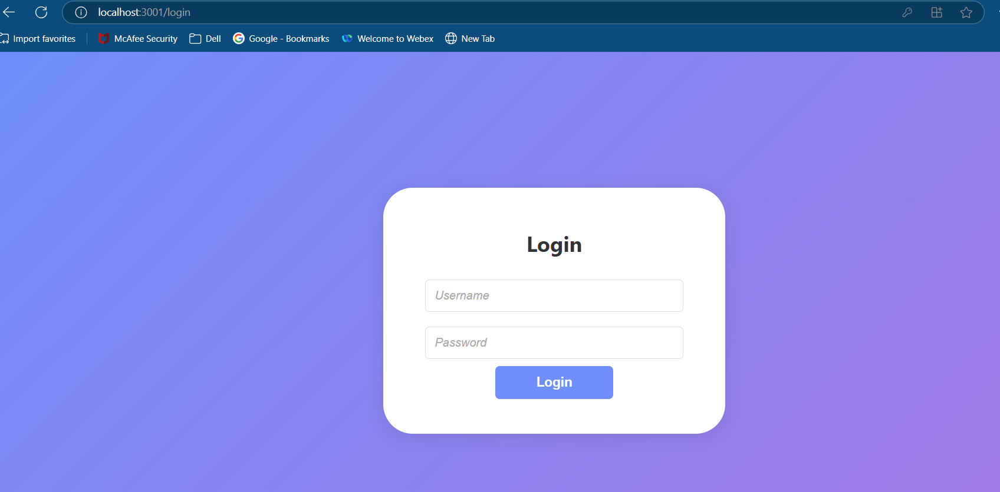 localhost:3001/login
Import favorites McAfee Security Dell Google - Bookmarks Welcome to Webex New Tab
Login
Username
Password
Login